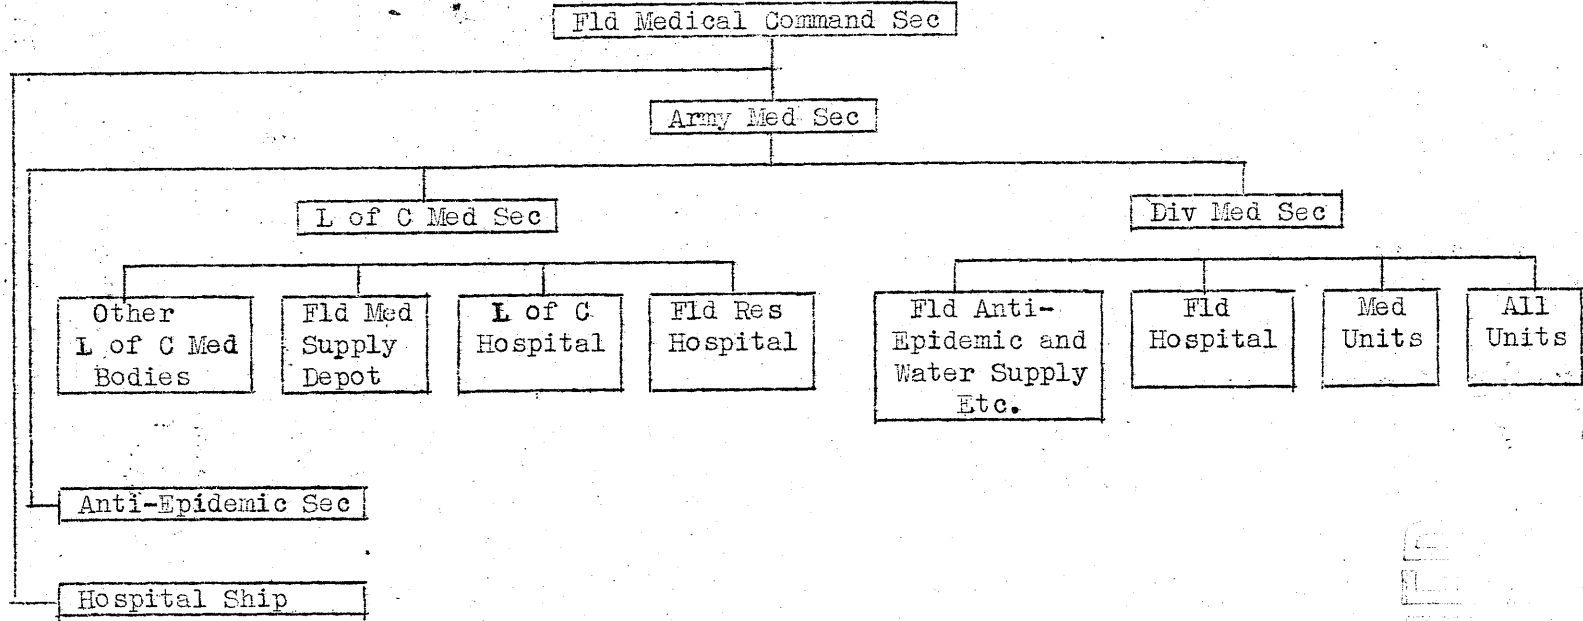 Fld Medical Command Sec
Army Med Sec
L of C Med Sec
Div Med Sec
Other
L of C Med
Bodies
Fld Med
Supply
Depot
L of C
Hospital
Fld Res
Hospital
Fld Anti-
Epidemic and
Water Supply
Etc.
Fld
Hospital
Med
Units
All
Units
Anti-Epidemic Sec
Hospital Ship